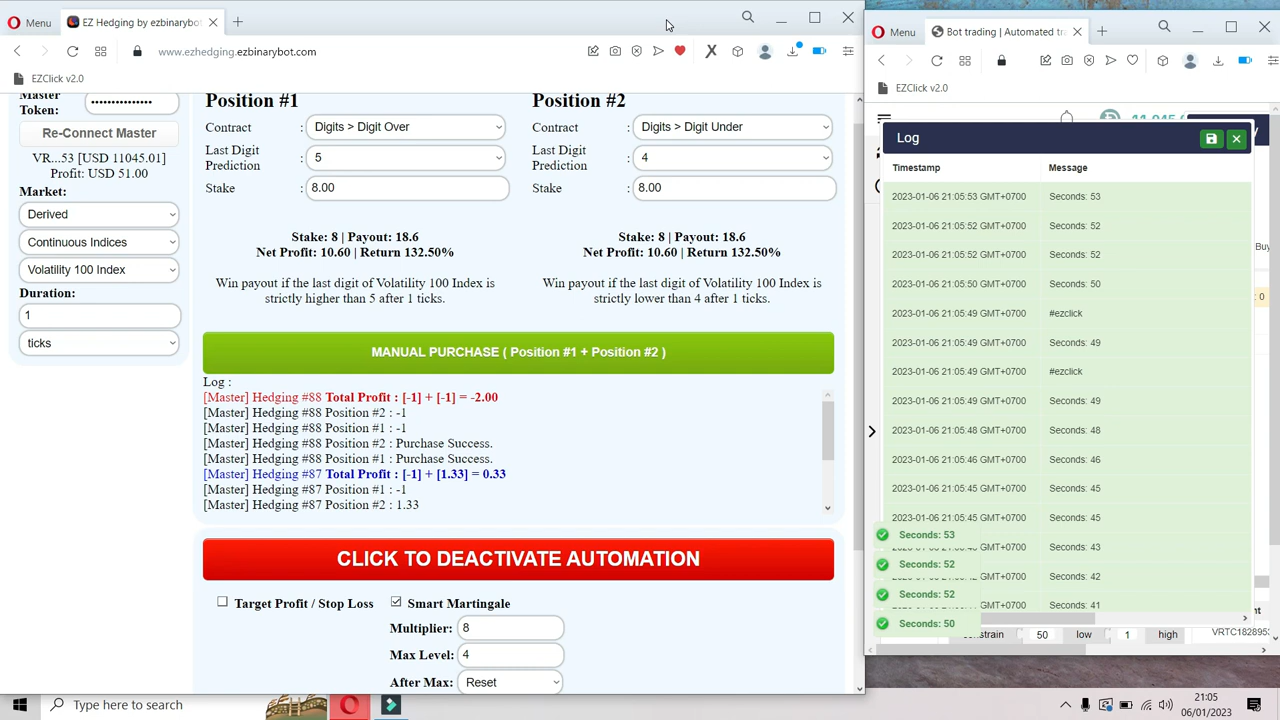 Menu
EZ Hedging by ezbinarybot
www.ezhedging.ezbinarybot.com
EZClick v2.0
Master
Token:
••••••••••••••
Re-Connect Master
VR...53 [USD 11045.01]
Profit: USD 51.00
Market:
Derived
Continuous Indices
Volatility 100 Index
Duration:
1
ticks
Position #1
Contract : Digits > Digit Over
Last Digit
Prediction : 5
Stake : 8.00
Stake: 8 | Payout: 18.6
Net Profit: 10.60 | Return 132.50%
Win payout if the last digit of Volatility 100 Index is
strictly higher than 5 after 1 ticks.
Position #2
Contract : Digits > Digit Under
Last Digit
Prediction : 4
Stake : 8.00
Stake: 8 | Payout: 18.6
Net Profit: 10.60 | Return 132.50%
Win payout if the last digit of Volatility 100 Index is
strictly lower than 4 after 1 ticks.
MANUAL PURCHASE ( Position #1 + Position #2 )
Log :
[Master] Hedging #88 Total Profit : [-1] + [-1] = -2.00
[Master] Hedging #88 Position #2 : -1
[Master] Hedging #88 Position #1 : -1
[Master] Hedging #88 Position #2 : Purchase Success.
[Master] Hedging #88 Position #1 : Purchase Success.
[Master] Hedging #87 Total Profit : [-1] + [1.33] = 0.33
[Master] Hedging #87 Position #1 : -1
[Master] Hedging #87 Position #2 : 1.33
CLICK TO DEACTIVATE AUTOMATION
Target Profit / Stop Loss
Smart Martingale
Multiplier: 8
Max Level: 4
After Max: Reset
Menu
Bot trading | Automated tr
EZClick v2.0
Log
Timestamp Message
2023-01-06 21:05:53 GMT+0700 Seconds: 53
2023-01-06 21:05:52 GMT+0700 Seconds: 52
2023-01-06 21:05:52 GMT+0700 Seconds: 52
2023-01-06 21:05:50 GMT+0700 Seconds: 50
2023-01-06 21:05:49 GMT+0700 #ezclick
2023-01-06 21:05:49 GMT+0700 Seconds: 49
2023-01-06 21:05:49 GMT+0700 #ezclick
2023-01-06 21:05:49 GMT+0700 Seconds: 49
2023-01-06 21:05:48 GMT+0700 Seconds: 48
2023-01-06 21:05:46 GMT+0700 Seconds: 46
2023-01-06 21:05:45 GMT+0700 Seconds: 45
2023-01-06 21:05:45 GMT+0700 Seconds: 45
GMT+0700 Seconds: 43
GMT+0700 Seconds: 42
GMT+0700 Seconds: 41
Seconds: 53
Seconds: 52
Seconds: 52
Seconds: 50
Buy
50 low 1 high
Type here to search
21:05
06/01/2023